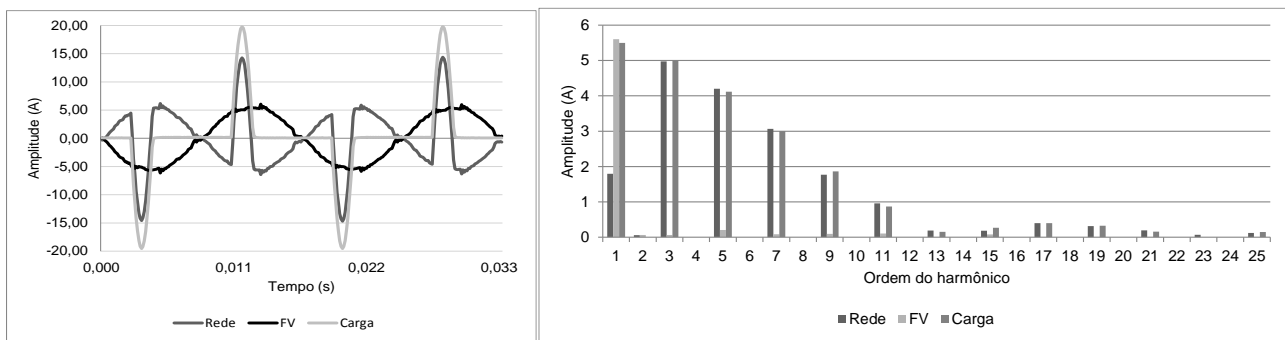 20,00
15,00
10,00
5,00
0,00
-5,00
-10,00
-15,00
-20,00
Amplitude (A)
0,000 0,011 0,022 0,033
Tempo (s)
Rede FV Carga
6
5
4
3
2
1
0
Amplitude (A)
1 2 3 4 5 6 7 8 9 10 11 12 13 14 15 16 17 18 19 20 21 22 23 24 25
Ordem do harmônico
Rede FV Carga